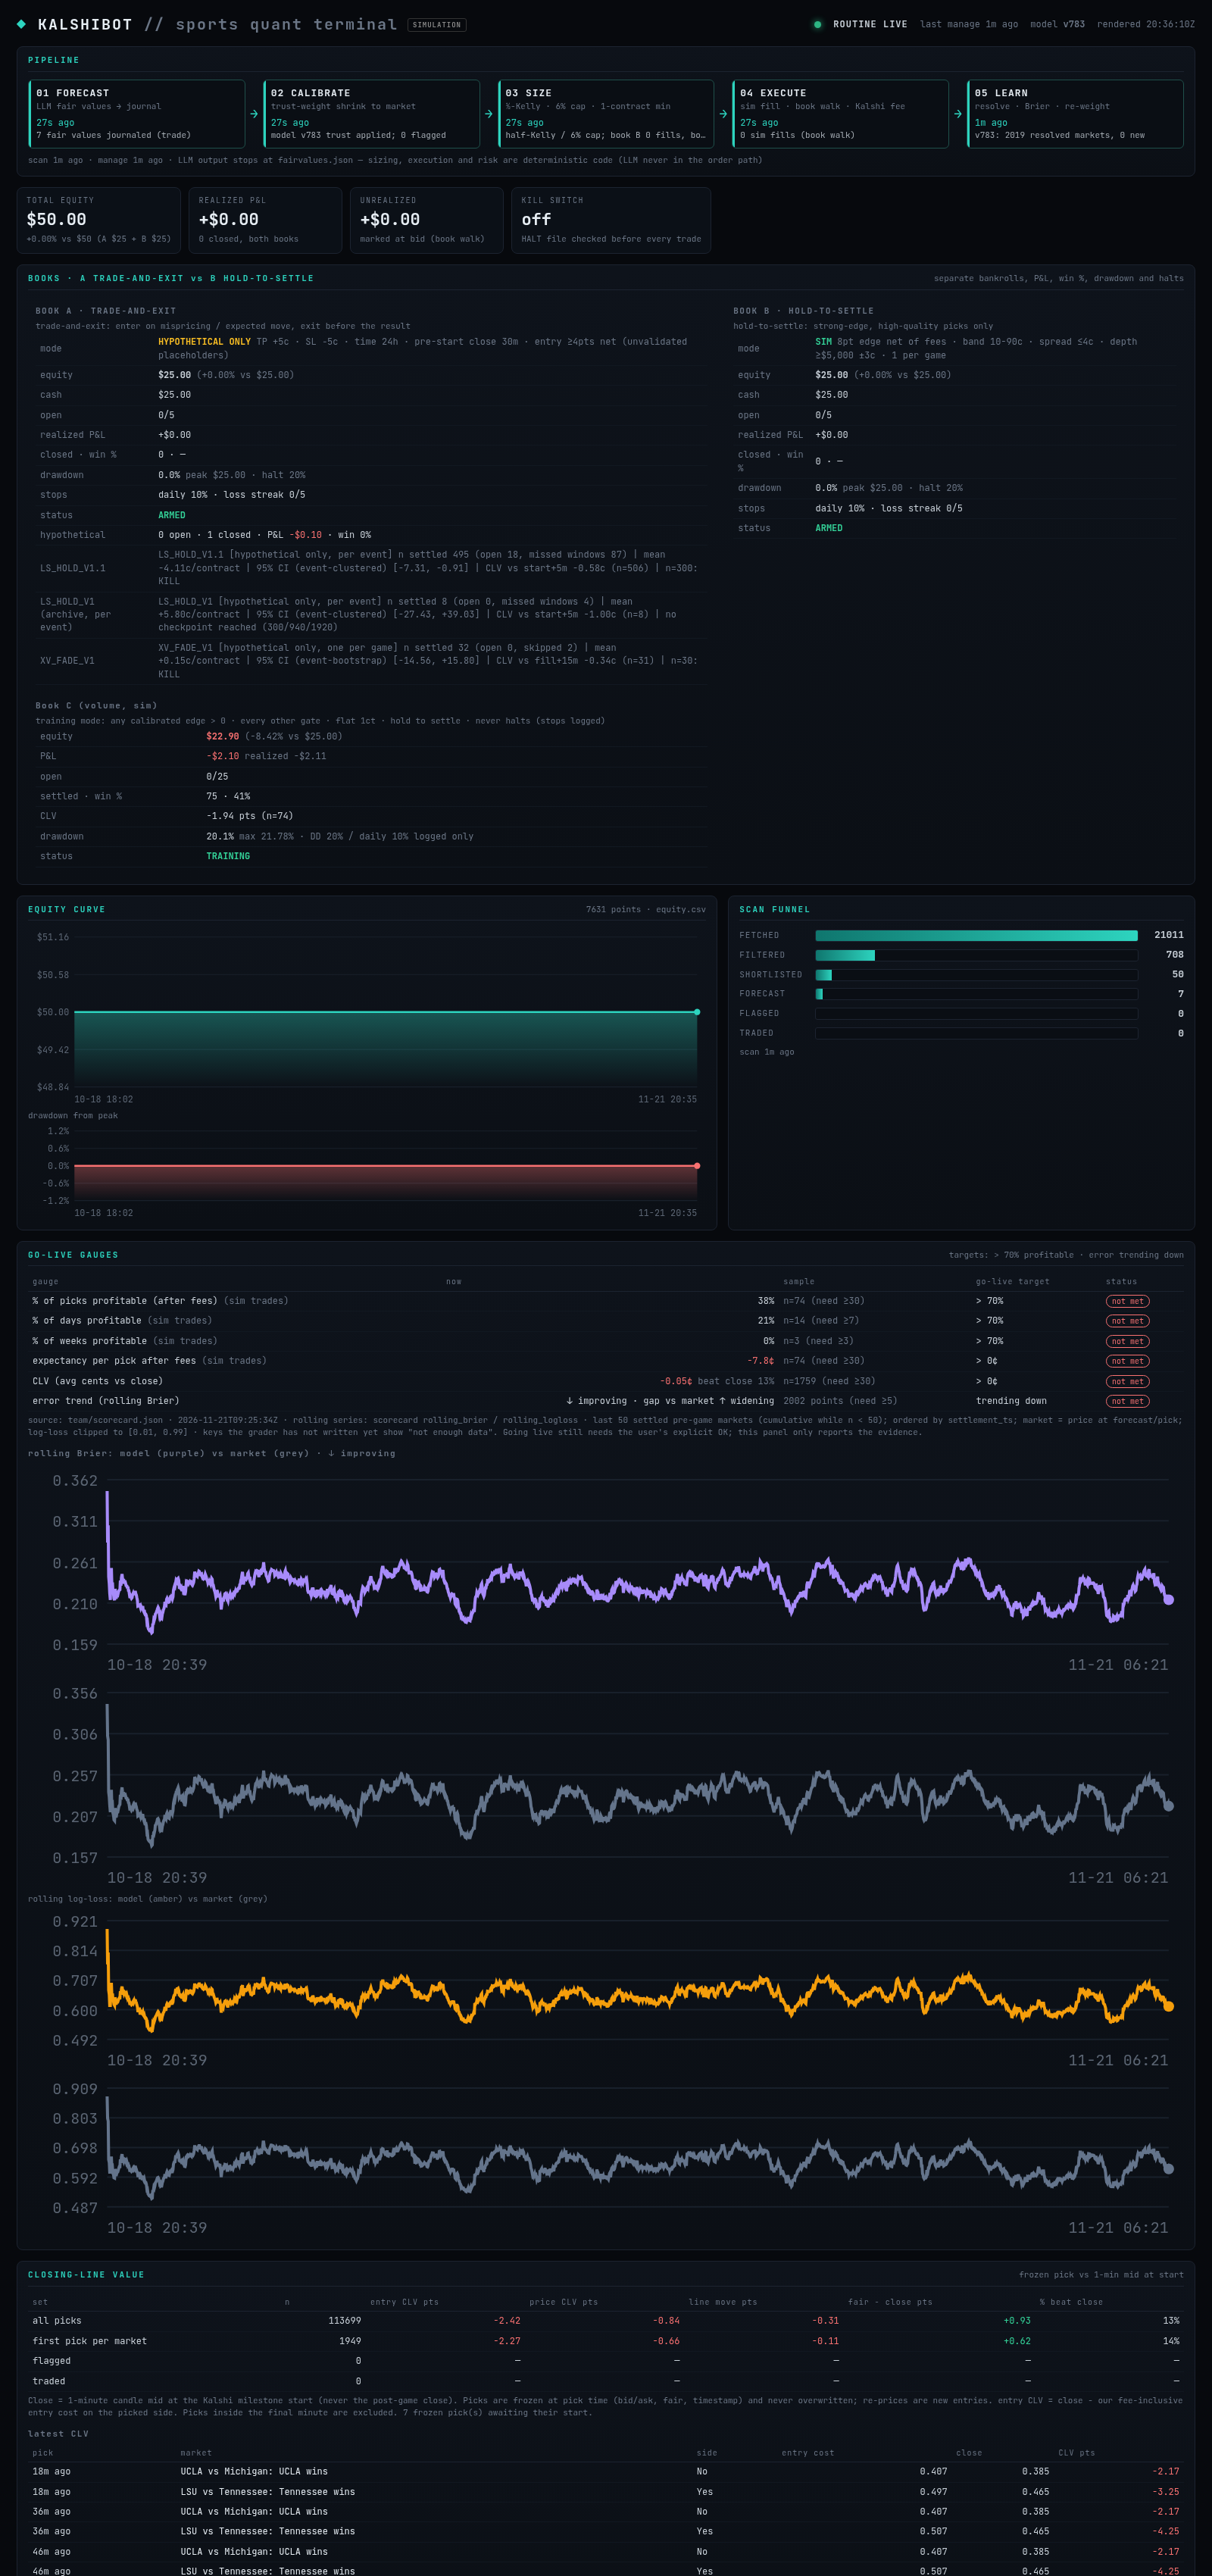 ◆ KALSHIBOT // sports quant terminal SIMULATION
ROUTINE LIVE last manage 1m ago model v783 rendered 20:36:10Z
PIPELINE
01 FORECAST
LLM fair values → journal
27s ago
7 fair values journaled (trade)
→
02 CALIBRATE
trust-weight shrink to market
27s ago
model v783 trust applied; 0 flagged
→
03 SIZE
½-Kelly · 6% cap · 1-contract min
27s ago
half-Kelly / 6% cap; book B 0 fills, bo…
→
04 EXECUTE
sim fill · book walk · Kalshi fee
27s ago
0 sim fills (book walk)
→
05 LEARN
resolve · Brier · re-weight
1m ago
v783: 2019 resolved markets, 0 new
scan 1m ago · manage 1m ago · LLM output stops at fairvalues.json — sizing, execution and risk are deterministic code (LLM never in the order path)
TOTAL EQUITY
$50.00
+0.00% vs $50 (A $25 + B $25)
REALIZED P&L
+$0.00
0 closed, both books
UNREALIZED
+$0.00
marked at bid (book walk)
KILL SWITCH
off
HALT file checked before every trade
BOOKS · A TRADE-AND-EXIT vs B HOLD-TO-SETTLE
separate bankrolls, P&L, win %, drawdown and halts
BOOK A · TRADE-AND-EXIT
trade-and-exit: enter on mispricing / expected move, exit before the result
mode HYPOTHETICAL ONLY TP +5c · SL -5c · time 24h · pre-start close 30m · entry ≥4pts net (unvalidated
placeholders)
equity $25.00 (+0.00% vs $25.00)
cash $25.00
open 0/5
realized P&L +$0.00
closed · win % 0 · —
drawdown 0.0% peak $25.00 · halt 20%
stops daily 10% · loss streak 0/5
status ARMED
hypothetical 0 open · 1 closed · P&L -$0.10 · win 0%
LS_HOLD_V1.1 LS_HOLD_V1.1 [hypothetical only, per event] n settled 495 (open 18, missed windows 87) | mean
-4.11c/contract | 95% CI (event-clustered) [-7.31, -0.91] | CLV vs start+5m -0.58c (n=506) | n=300:
KILL
LS_HOLD_V1 (archive, per event) LS_HOLD_V1 [hypothetical only, per event] n settled 8 (open 0, missed windows 4) | mean
+5.80c/contract | 95% CI (event-clustered) [-27.43, +39.03] | CLV vs start+5m -1.00c (n=8) | no
checkpoint reached (300/940/1920)
XV_FADE_V1 XV_FADE_V1 [hypothetical only, one per game] n settled 32 (open 0, skipped 2) | mean
+0.15c/contract | 95% CI (event-bootstrap) [-14.56, +15.80] | CLV vs fill+15m -0.34c (n=31) | n=30:
KILL
BOOK B · HOLD-TO-SETTLE
hold-to-settle: strong-edge, high-quality picks only
mode SIM 8pt edge net of fees · band 10-90c · spread ≤4c · depth
≥$5,000 ±3c · 1 per game
equity $25.00 (+0.00% vs $25.00)
cash $25.00
open 0/5
realized P&L +$0.00
closed · win % 0 · —
drawdown 0.0% peak $25.00 · halt 20%
stops daily 10% · loss streak 0/5
status ARMED
Book C (volume, sim)
training mode: any calibrated edge > 0 · every other gate · flat 1ct · hold to settle · never halts (stops logged)
equity $22.90 (-8.42% vs $25.00)
P&L -$2.10 realized -$2.11
open 0/25
settled · win % 75 · 41%
CLV -1.94 pts (n=74)
drawdown 20.1% max 21.78% · DD 20% / daily 10% logged only
status TRAINING
EQUITY CURVE
7631 points · equity.csv
$51.16
$50.58
$50.00
$49.42
$48.84
10-18 18:02 11-21 20:35
drawdown from peak
1.2%
0.6%
0.0%
-0.6%
-1.2%
10-18 18:02 11-21 20:35
SCAN FUNNEL
FETCHED 21011
FILTERED 708
SHORTLISTED 50
FORECAST 7
FLAGGED 0
TRADED 0
scan 1m ago
GO-LIVE GAUGES
targets: > 70% profitable · error trending down
gauge now sample go-live target status
% of picks profitable (after fees) (sim trades) 38% n=74 (need ≥30) > 70% not met
% of days profitable (sim trades) 21% n=14 (need ≥7) > 70% not met
% of weeks profitable (sim trades) 0% n=3 (need ≥3) > 70% not met
expectancy per pick after fees (sim trades) -7.8¢ n=74 (need ≥30) > 0¢ not met
CLV (avg cents vs close) -0.05¢ beat close 13% n=1759 (need ≥30) > 0¢ not met
error trend (rolling Brier) ↓ improving · gap vs market ↑ widening 2002 points (need ≥5) trending down not met
source: team/scorecard.json · 2026-11-21T09:25:34Z · rolling series: scorecard rolling_brier / rolling_logloss · last 50 settled pre-game markets (cumulative while n < 50); ordered by settlement_ts; market = price at forecast/pick;
log-loss clipped to [0.01, 0.99] · keys the grader has not written yet show "not enough data". Going live still needs the user's explicit OK; this panel only reports the evidence.
rolling Brier: model (purple) vs market (grey) · ↓ improving
0.362
0.311
0.261
0.210
0.159
10-18 20:39 11-21 06:21
0.356
0.306
0.257
0.207
0.157
10-18 20:39 11-21 06:21
rolling log-loss: model (amber) vs market (grey)
0.921
0.814
0.707
0.600
0.492
10-18 20:39 11-21 06:21
0.909
0.803
0.698
0.592
0.487
10-18 20:39 11-21 06:21
CLOSING-LINE VALUE
frozen pick vs 1-min mid at start
set n entry CLV pts price CLV pts line move pts fair - close pts % beat close
all picks 113699 -2.42 -0.84 -0.31 +0.93 13%
first pick per market 1949 -2.27 -0.66 -0.11 +0.62 14%
flagged 0 — — — — —
traded 0 — — — — —
Close = 1-minute candle mid at the Kalshi milestone start (never the post-game close). Picks are frozen at pick time (bid/ask, fair, timestamp) and never overwritten; re-prices are new entries. entry CLV = close - our fee-inclusive
entry cost on the picked side. Picks inside the final minute are excluded. 7 frozen pick(s) awaiting their start.
latest CLV
pick market side entry cost close CLV pts
18m ago UCLA vs Michigan: UCLA wins No 0.407 0.385 -2.17
18m ago LSU vs Tennessee: Tennessee wins Yes 0.497 0.465 -3.25
36m ago UCLA vs Michigan: UCLA wins No 0.407 0.385 -2.17
36m ago LSU vs Tennessee: Tennessee wins Yes 0.507 0.465 -4.25
46m ago UCLA vs Michigan: UCLA wins No 0.407 0.385 -2.17
46m ago LSU vs Tennessee: Tennessee wins Yes 0.507 0.465 -4.25